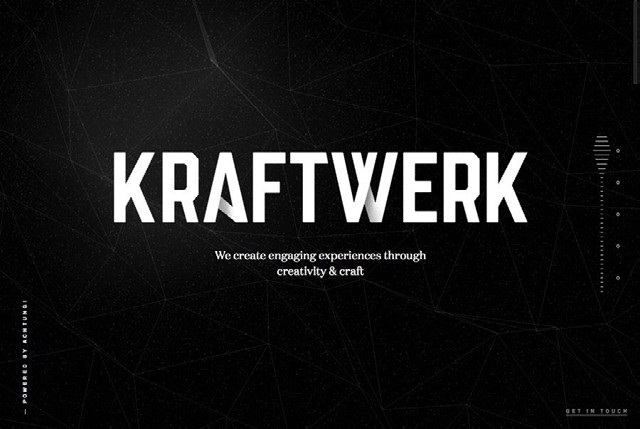 KRAFTWERK
We create engaging experiences through
creativity & craft
— POWERED BY ACHTUNG!
GET IN TOUCH